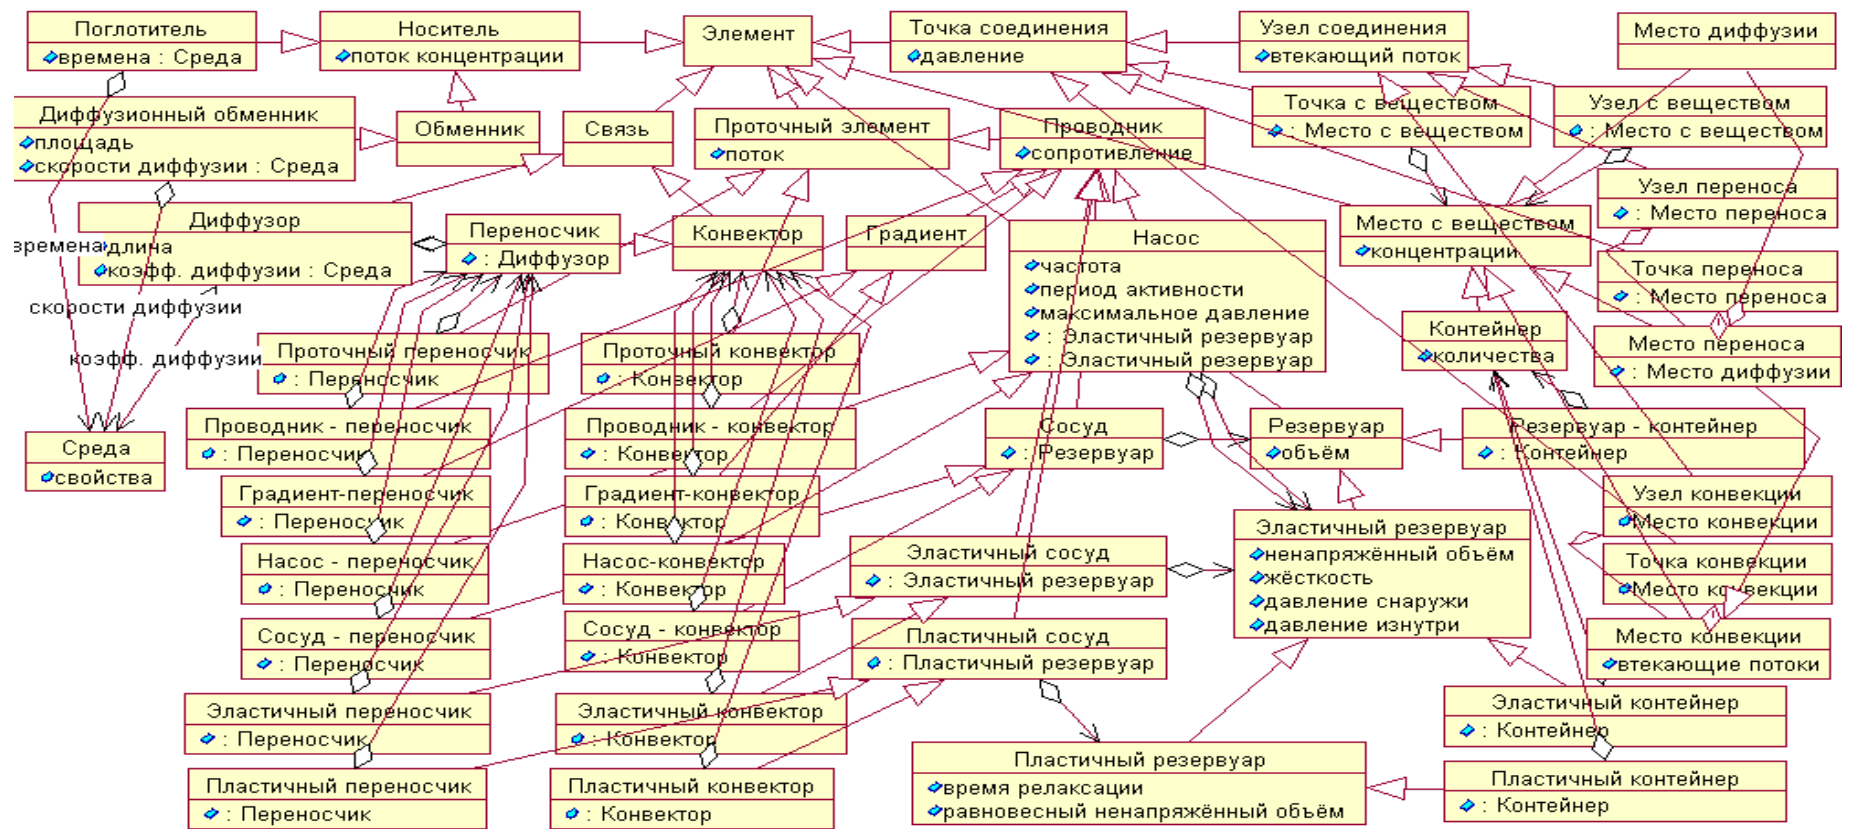 Поглотитель
времена : Среда
Носитель
поток концентрации
Элемент
Точка соединения
давление
Узел соединения
втекающий поток
Место диффузии
Диффузионный обменник
площадь
скорости диффузии : Среда
Обменник
Связь
Проточный элемент
поток
Проводник
сопротивление
Точка с веществом
: Место с веществом
Узел с веществом
: Место с веществом
Диффузор
длина
коэфф. диффузии : Среда
Переносчик
: Диффузор
Конвектор
Градиент
Насос
частота
период активности
максимальное давление
: Эластичный резервуар
: Эластичный резервуар
Место с веществом
концентрации
Узел переноса
: Место переноса
Точка переноса
: Место переноса
времена
скорости диффузии
коэфф. диффузии
Проточный переносчик
: Переносчик
Проточный конвектор
: Конвектор
Контейнер
количества
Место переноса
: Место диффузии
Среда
свойства
Проводник - переносчик
: Переносчик
Проводник - конвектор
: Конвектор
Сосуд
: Резервуар
Резервуар
объём
Резервуар - контейнер
: Контейнер
Градиент-переносчик
: Переносчик
Градиент-конвектор
: Конвектор
Узел конвекции
Место конвекции
Эластичный резервуар
ненапряжённый объём
жёсткость
давление снаружи
давление изнутри
Насос - переносчик
: Переносчик
Насос-конвектор
: Конвектор
Эластичный сосуд
: Эластичный резервуар
Точка конвекции
Место конвекции
Сосуд - переносчик
: Переносчик
Сосуд - конвектор
: Конвектор
Пластичный сосуд
: Пластичный резервуар
Место конвекции
втекающие потоки
Эластичный переносчик
: Переносчик
Эластичный конвектор
: Конвектор
Эластичный контейнер
: Контейнер
Пластичный резервуар
время релаксации
равновесный ненапряжённый объём
Пластичный переносчик
: Переносчик
Пластичный конвектор
: Конвектор
Пластичный контейнер
: Контейнер